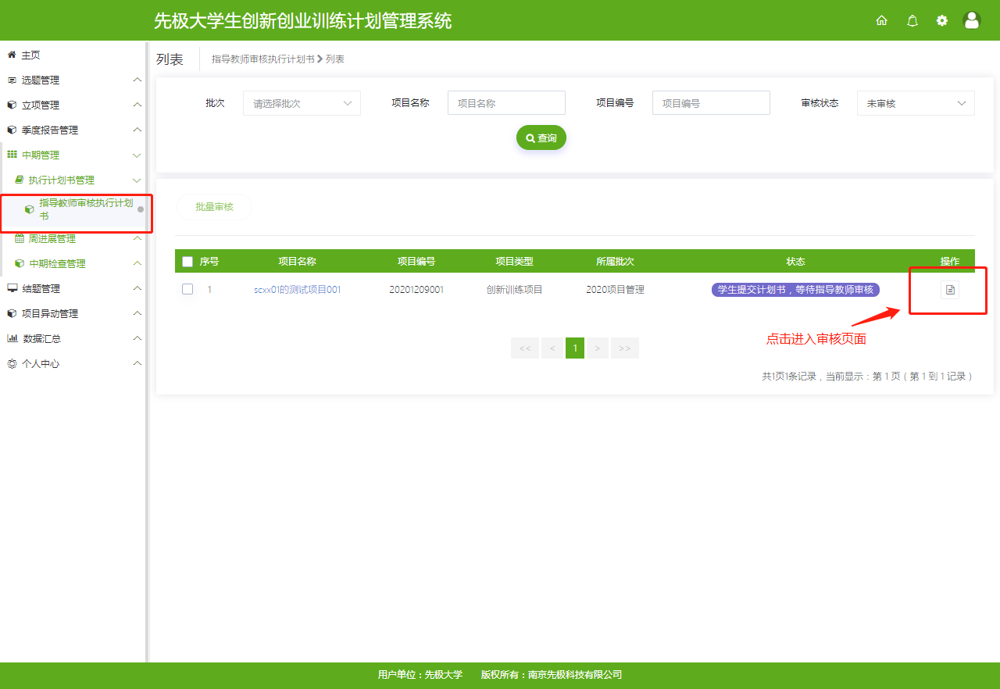 先极大学生创新创业训练计划管理系统
主页
选题管理
立项管理
季度报告管理
中期管理
执行计划书管理
指导教师审核执行计划
书
周进展管理
中期检查管理
结题管理
项目异动管理
数据汇总
个人中心
列表 指导教师审核执行计划书 列表
批次 请选择批次 项目名称 项目名称 项目编号 项目编号 审核状态 未审核
查询
批量审核
序号 项目名称 项目编号 项目类型 所属批次 状态 操作
1 scxx01的测试项目001 20201209001 创新训练项目 2020项目管理 学生提交计划书，等待指导教师审核
点击进入审核页面
<< < 1 > >>
共1页1条记录，当前显示：第 1 页（ 第 1 到 1 记录 ）
用户单位：先极大学 版权所有：南京先极科技有限公司